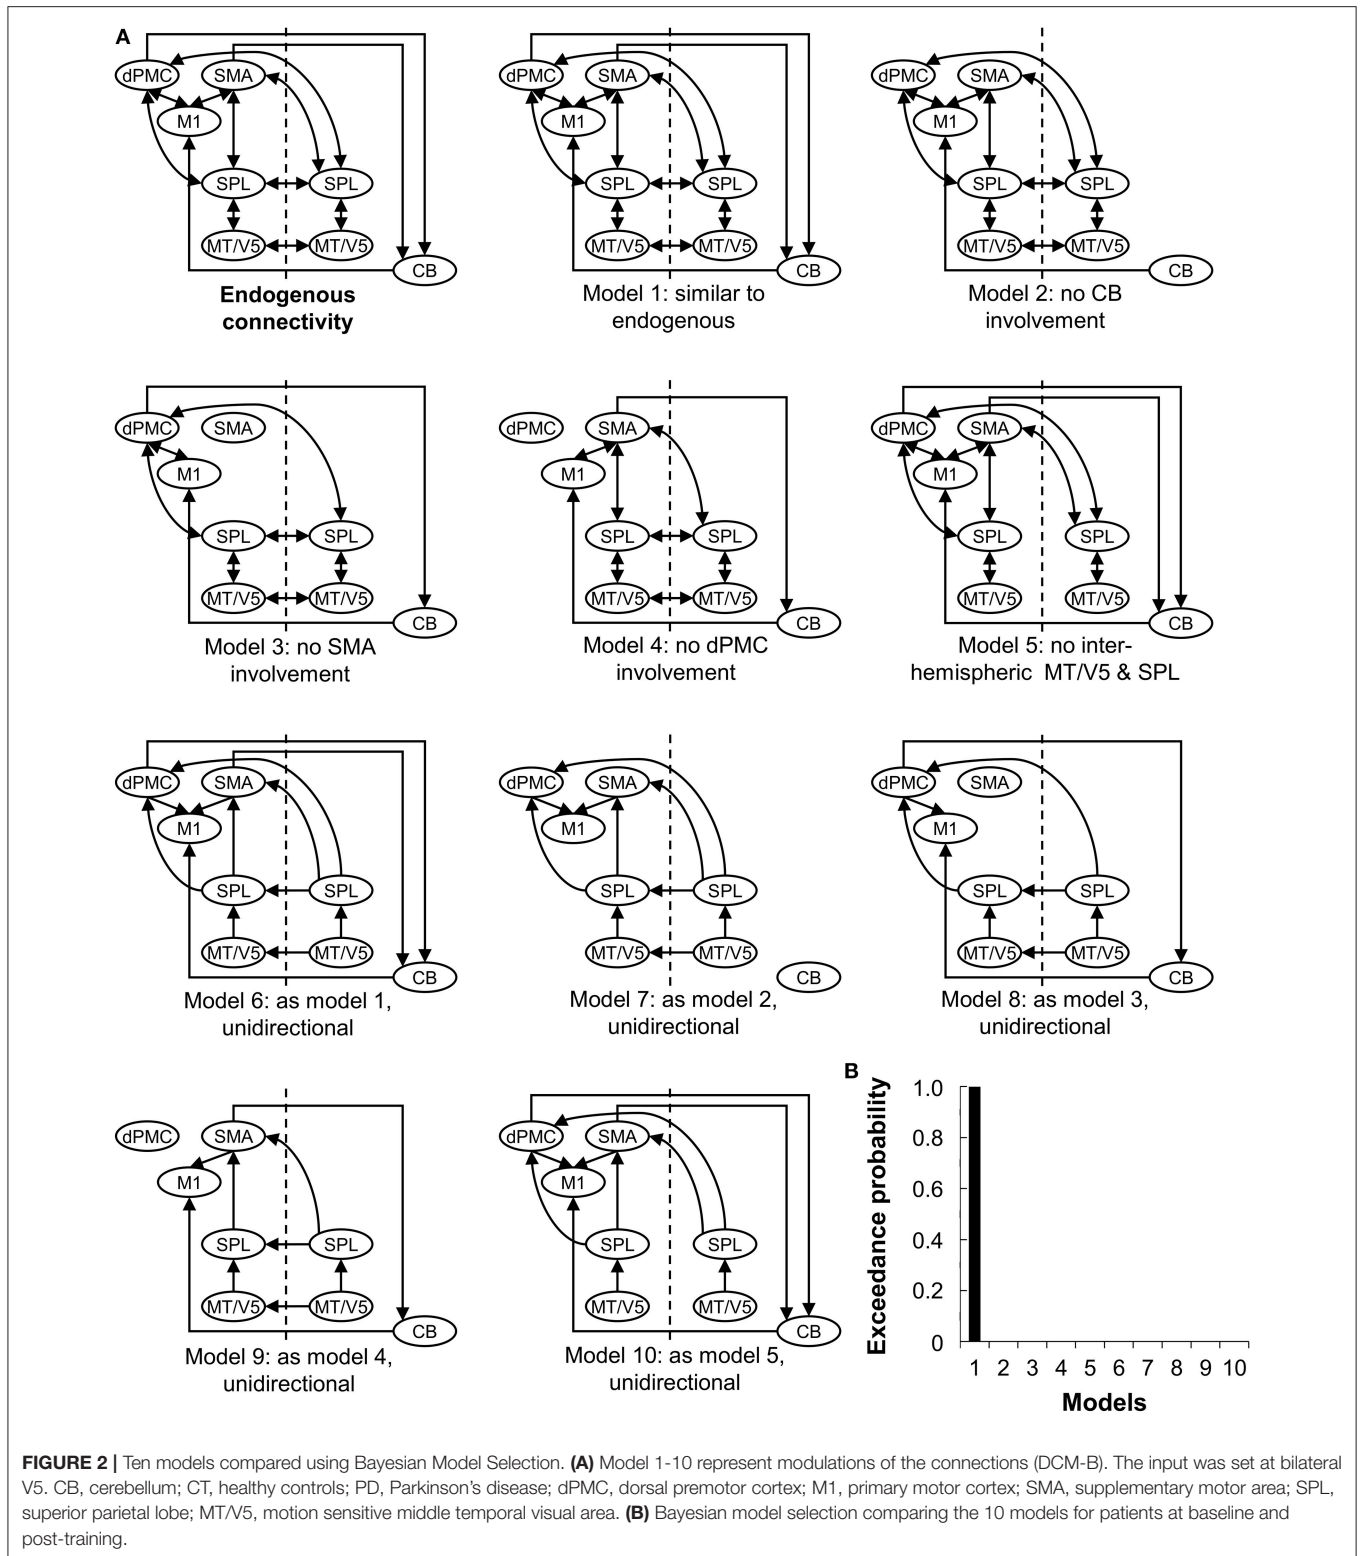 A
dPMC SMA
M1
SPL SPL
MT/V5 MT/V5
CB
Endogenous
connectivity
dPMC SMA
M1
SPL SPL
MT/V5 MT/V5
CB
Model 1: similar to
endogenous
dPMC SMA
M1
SPL SPL
MT/V5 MT/V5
CB
Model 2: no CB
involvement
dPMC SMA
M1
SPL SPL
MT/V5 MT/V5
CB
Model 3: no SMA
involvement
dPMC SMA
M1
SPL SPL
MT/V5 MT/V5
CB
Model 4: no dPMC
involvement
dPMC SMA
M1
SPL SPL
MT/V5 MT/V5
CB
Model 5: no inter-
hemispheric MT/V5 & SPL
dPMC SMA
M1
SPL SPL
MT/V5 MT/V5
CB
Model 6: as model 1,
unidirectional
dPMC SMA
M1
SPL SPL
MT/V5 MT/V5
CB
Model 7: as model 2,
unidirectional
dPMC SMA
M1
SPL SPL
MT/V5 MT/V5
CB
Model 8: as model 3,
unidirectional
dPMC SMA
M1
SPL SPL
MT/V5 MT/V5
CB
Model 9: as model 4,
unidirectional
dPMC SMA
M1
SPL SPL
MT/V5 MT/V5
CB
Model 10: as model 5,
unidirectional
B
Exceedance probability
1.0
0.8
0.6
0.4
0.2
0
1 2 3 4 5 6 7 8 9 10
Models
FIGURE 2 | Ten models compared using Bayesian Model Selection. (A) Model 1-10 represent modulations of the connections (DCM-B). The input was set at bilateral
V5. CB, cerebellum; CT, healthy controls; PD, Parkinson's disease; dPMC, dorsal premotor cortex; M1, primary motor cortex; SMA, supplementary motor area; SPL,
superior parietal lobe; MT/V5, motion sensitive middle temporal visual area. (B) Bayesian model selection comparing the 10 models for patients at baseline and
post-training.